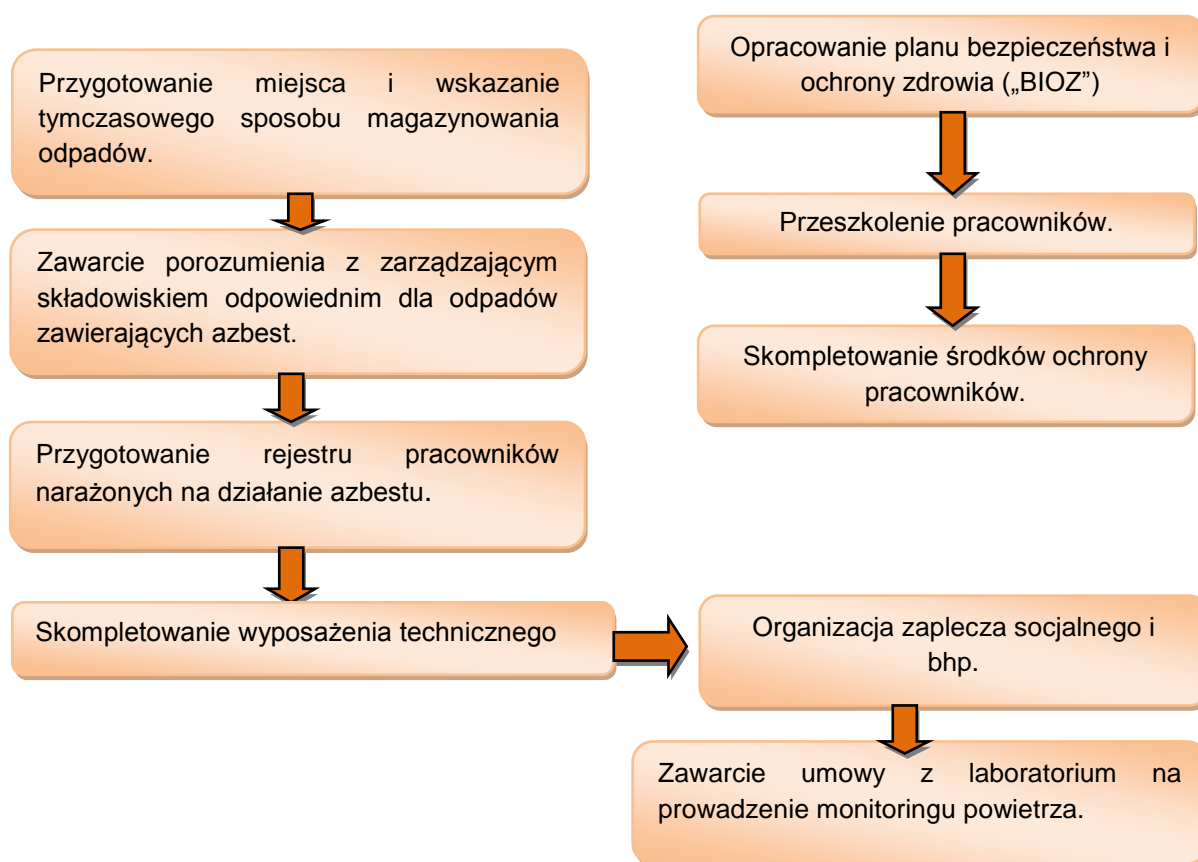 Przygotowanie miejsca i wskazanie
tymczasowego sposobu magazynowania
odpadów.
Zawarcie porozumienia z zarządzającym
składowiskiem odpowiednim dla odpadów
zawierających azbest.
Przygotowanie rejestru pracowników
narażonych na działanie azbestu.
Skompletowanie wyposażenia technicznego
Opracowanie planu bezpieczeństwa i
ochrony zdrowia („BIOZ”)
Przeszkolenie pracowników.
Skompletowanie środków ochrony
pracowników.
Organizacja zaplecza socjalnego i
bhp.
Zawarcie umowy z laboratorium na
prowadzenie monitoringu powietrza.